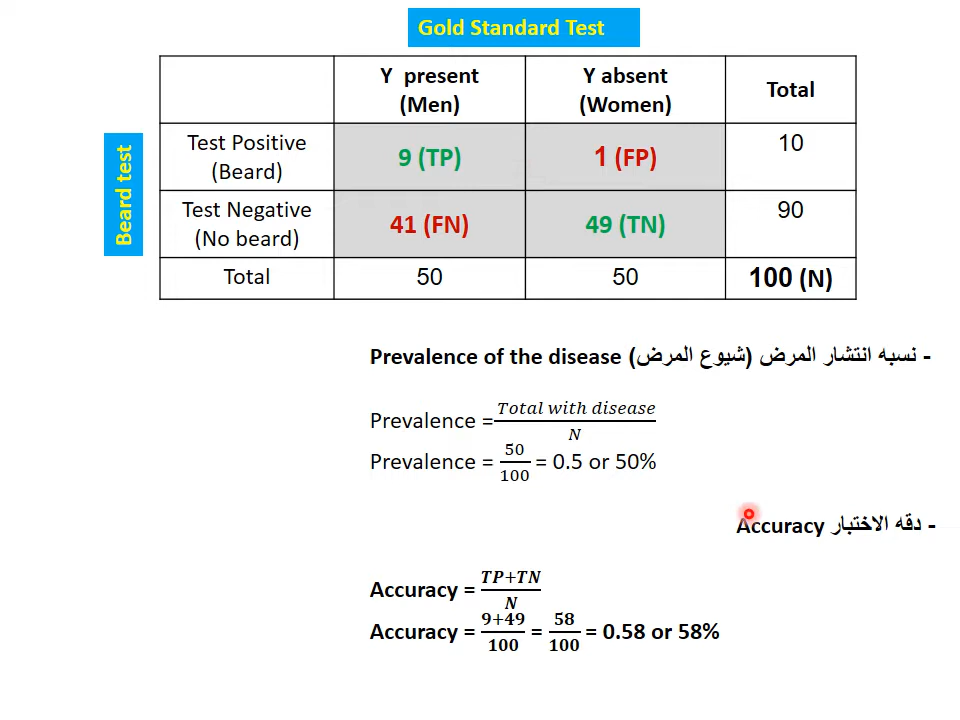 Gold Standard Test
Y present (Men)
Y absent (Women)
Total
Beard test
Test Positive (Beard)
9 (TP)
1 (FP)
10
Test Negative (No beard)
41 (FN)
49 (TN)
90
Total
50
50
100 (N)
Prevalence of the disease (شيوع المرض) نسبه انتشار المرض -
Prevalence = Total with disease / N
Prevalence = 50 / 100 = 0.5 or 50%
Accuracy دقه الاختبار -
Accuracy = TP+TN / N
Accuracy = 9+49 / 100 = 58 / 100 = 0.58 or 58%